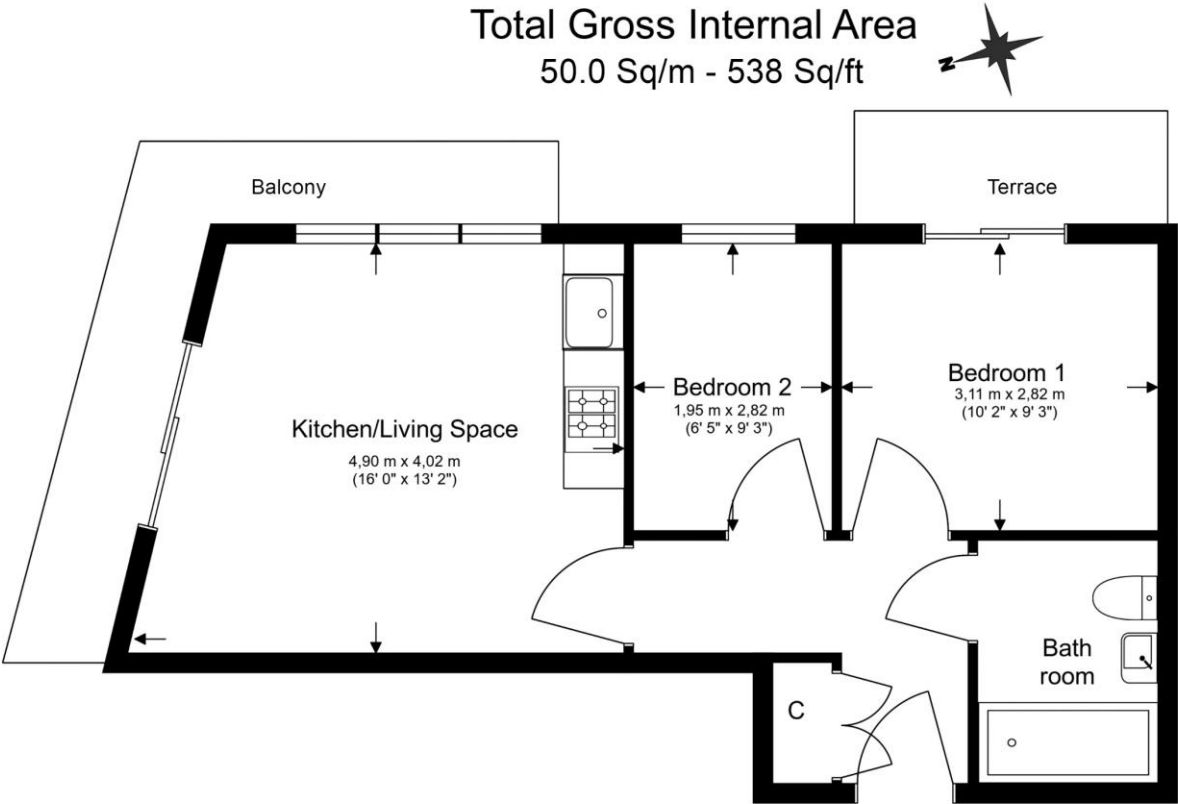 Total Gross Internal Area
50.0 Sq/m - 538 Sq/ft
N
Balcony
Terrace
Kitchen/Living Space
4,90 m x 4,02 m
(16' 0" x 13' 2")
Bedroom 2
1,95 m x 2,82 m
(6' 5" x 9' 3")
Bedroom 1
3,11 m x 2,82 m
(10' 2" x 9' 3")
Bath
room
C